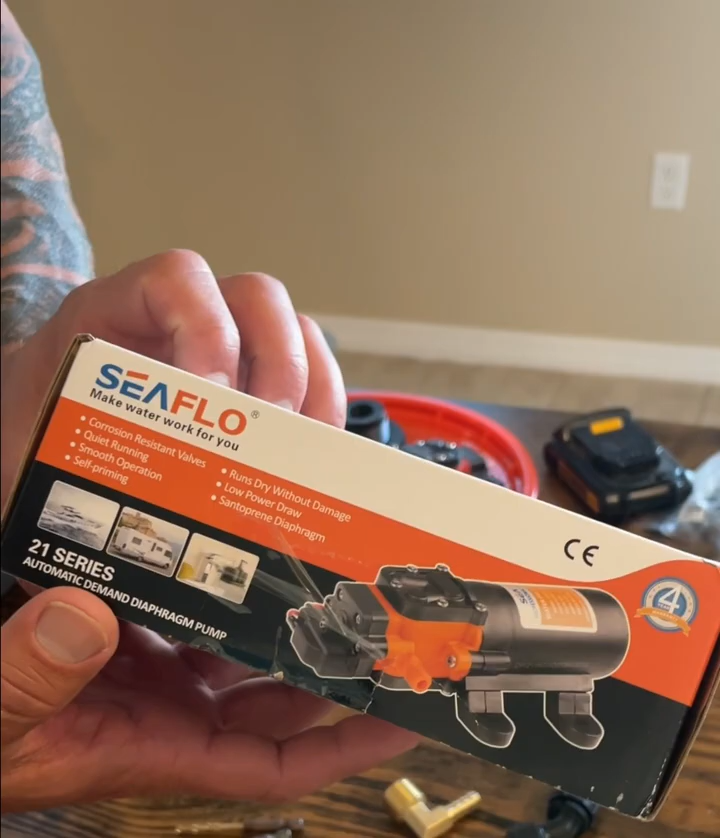 SEAFLO®
Make water work for you
• Corrosion Resistant Valves
• Quiet Running
• Smooth Operation
• Self-priming
• Runs Dry Without Damage
• Low Power Draw
• Santoprene Diaphragm
CE
4
21 SERIES
AUTOMATIC DEMAND DIAPHRAGM PUMP